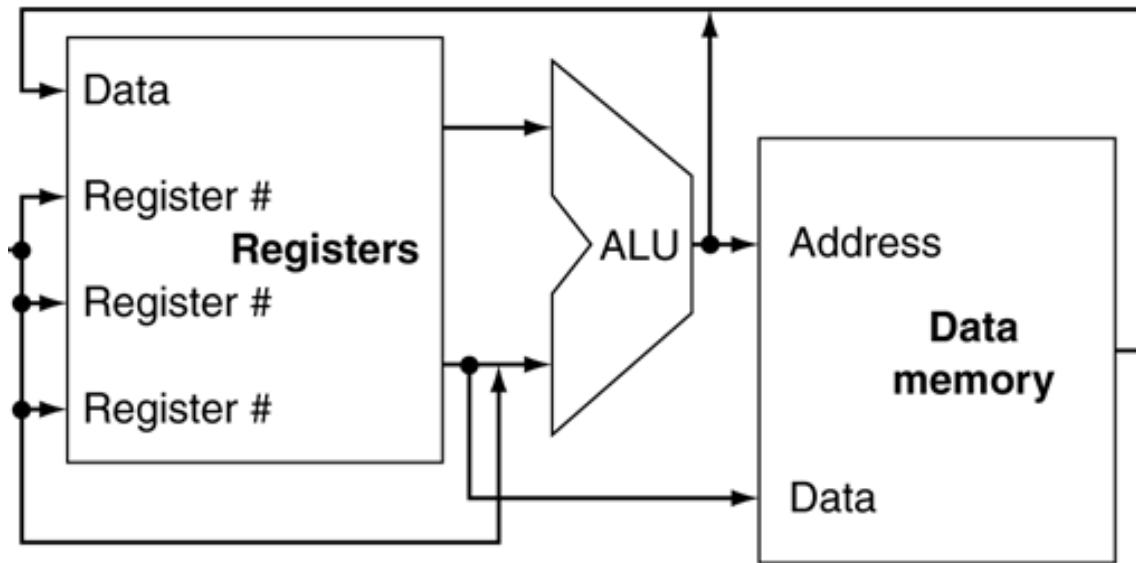 Data
Register #
Registers
Register #
Register #
ALU
Address
Data
memory
Data